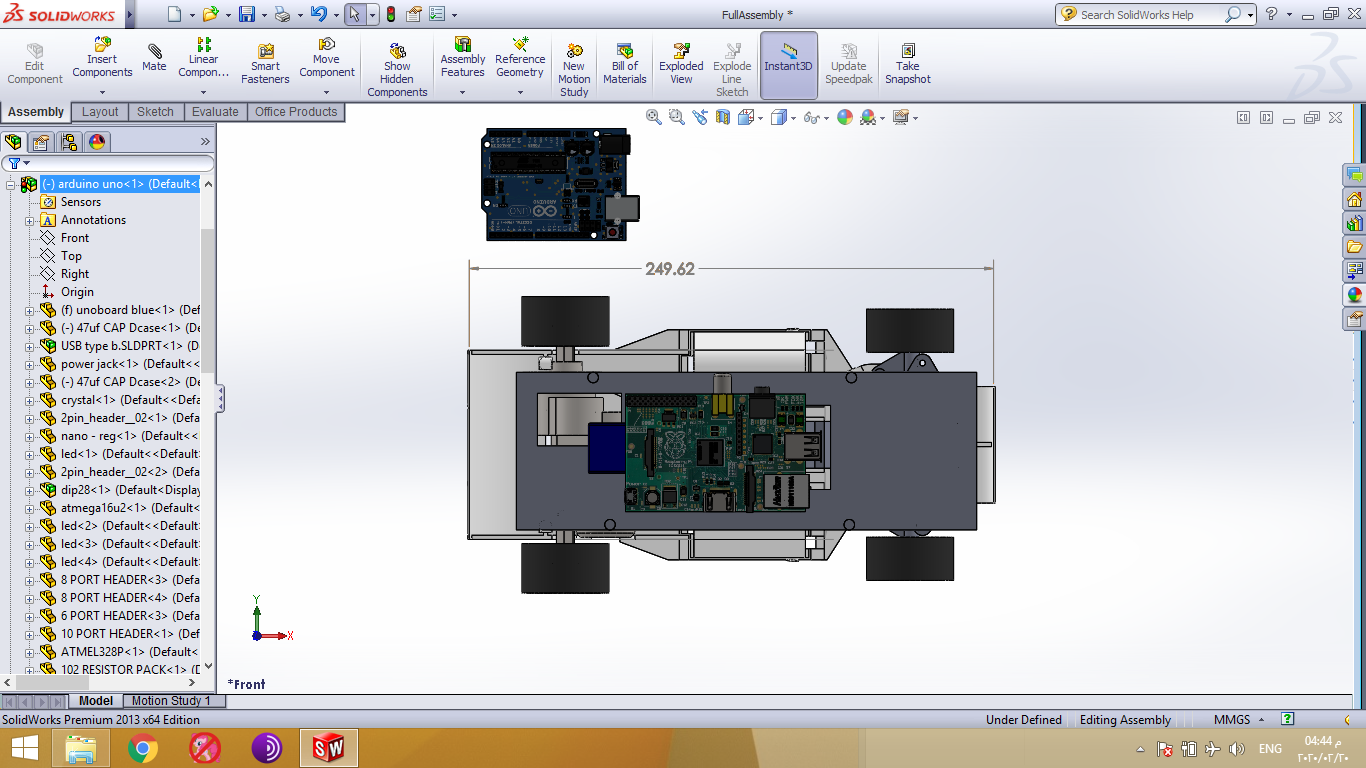 SOLIDWORKS
FullAssembly *
Search SolidWorks Help
Edit Component
Insert Components
Mate
Linear Compon...
Smart Fasteners
Move Component
Show Hidden Components
Assembly Features
Reference Geometry
New Motion Study
Bill of Materials
Exploded View
Explode Line Sketch
Instant3D
Update Speedpak
Take Snapshot
Assembly
Layout
Sketch
Evaluate
Office Products
(-) arduino uno<1> (Default<
Sensors
Annotations
Front
Top
Right
Origin
(f) unoboard blue<1> (Def
(-) 47uf CAP Dcase<1> (De
USB type b.SLDPRT<1> (D
power jack<1> (Default<<
(-) 47uf CAP Dcase<2> (De
crystal<1> (Default<<Defa
2pin_header__02<1> (Defa
nano - reg<1> (Default<<
led<1> (Default<<Default
2pin_header__02<2> (Defa
dip28<1> (Default<Display
atmega16u2<1> (Default<
led<2> (Default<<Default
led<3> (Default<<Default
led<4> (Default<<Default
8 PORT HEADER<3> (Defa
8 PORT HEADER<4> (Defa
6 PORT HEADER<3> (Defa
10 PORT HEADER<1> (Def
ATMEL328P<1> (Default<
102 RESISTOR PACK<1> (D
249.62
Y
X
*Front
Model
Motion Study 1
SolidWorks Premium 2013 x64 Edition
Under Defined
Editing Assembly
MMGS
SW
ENG
04:44 م
٢٠٢٠/٠٢/٢٠